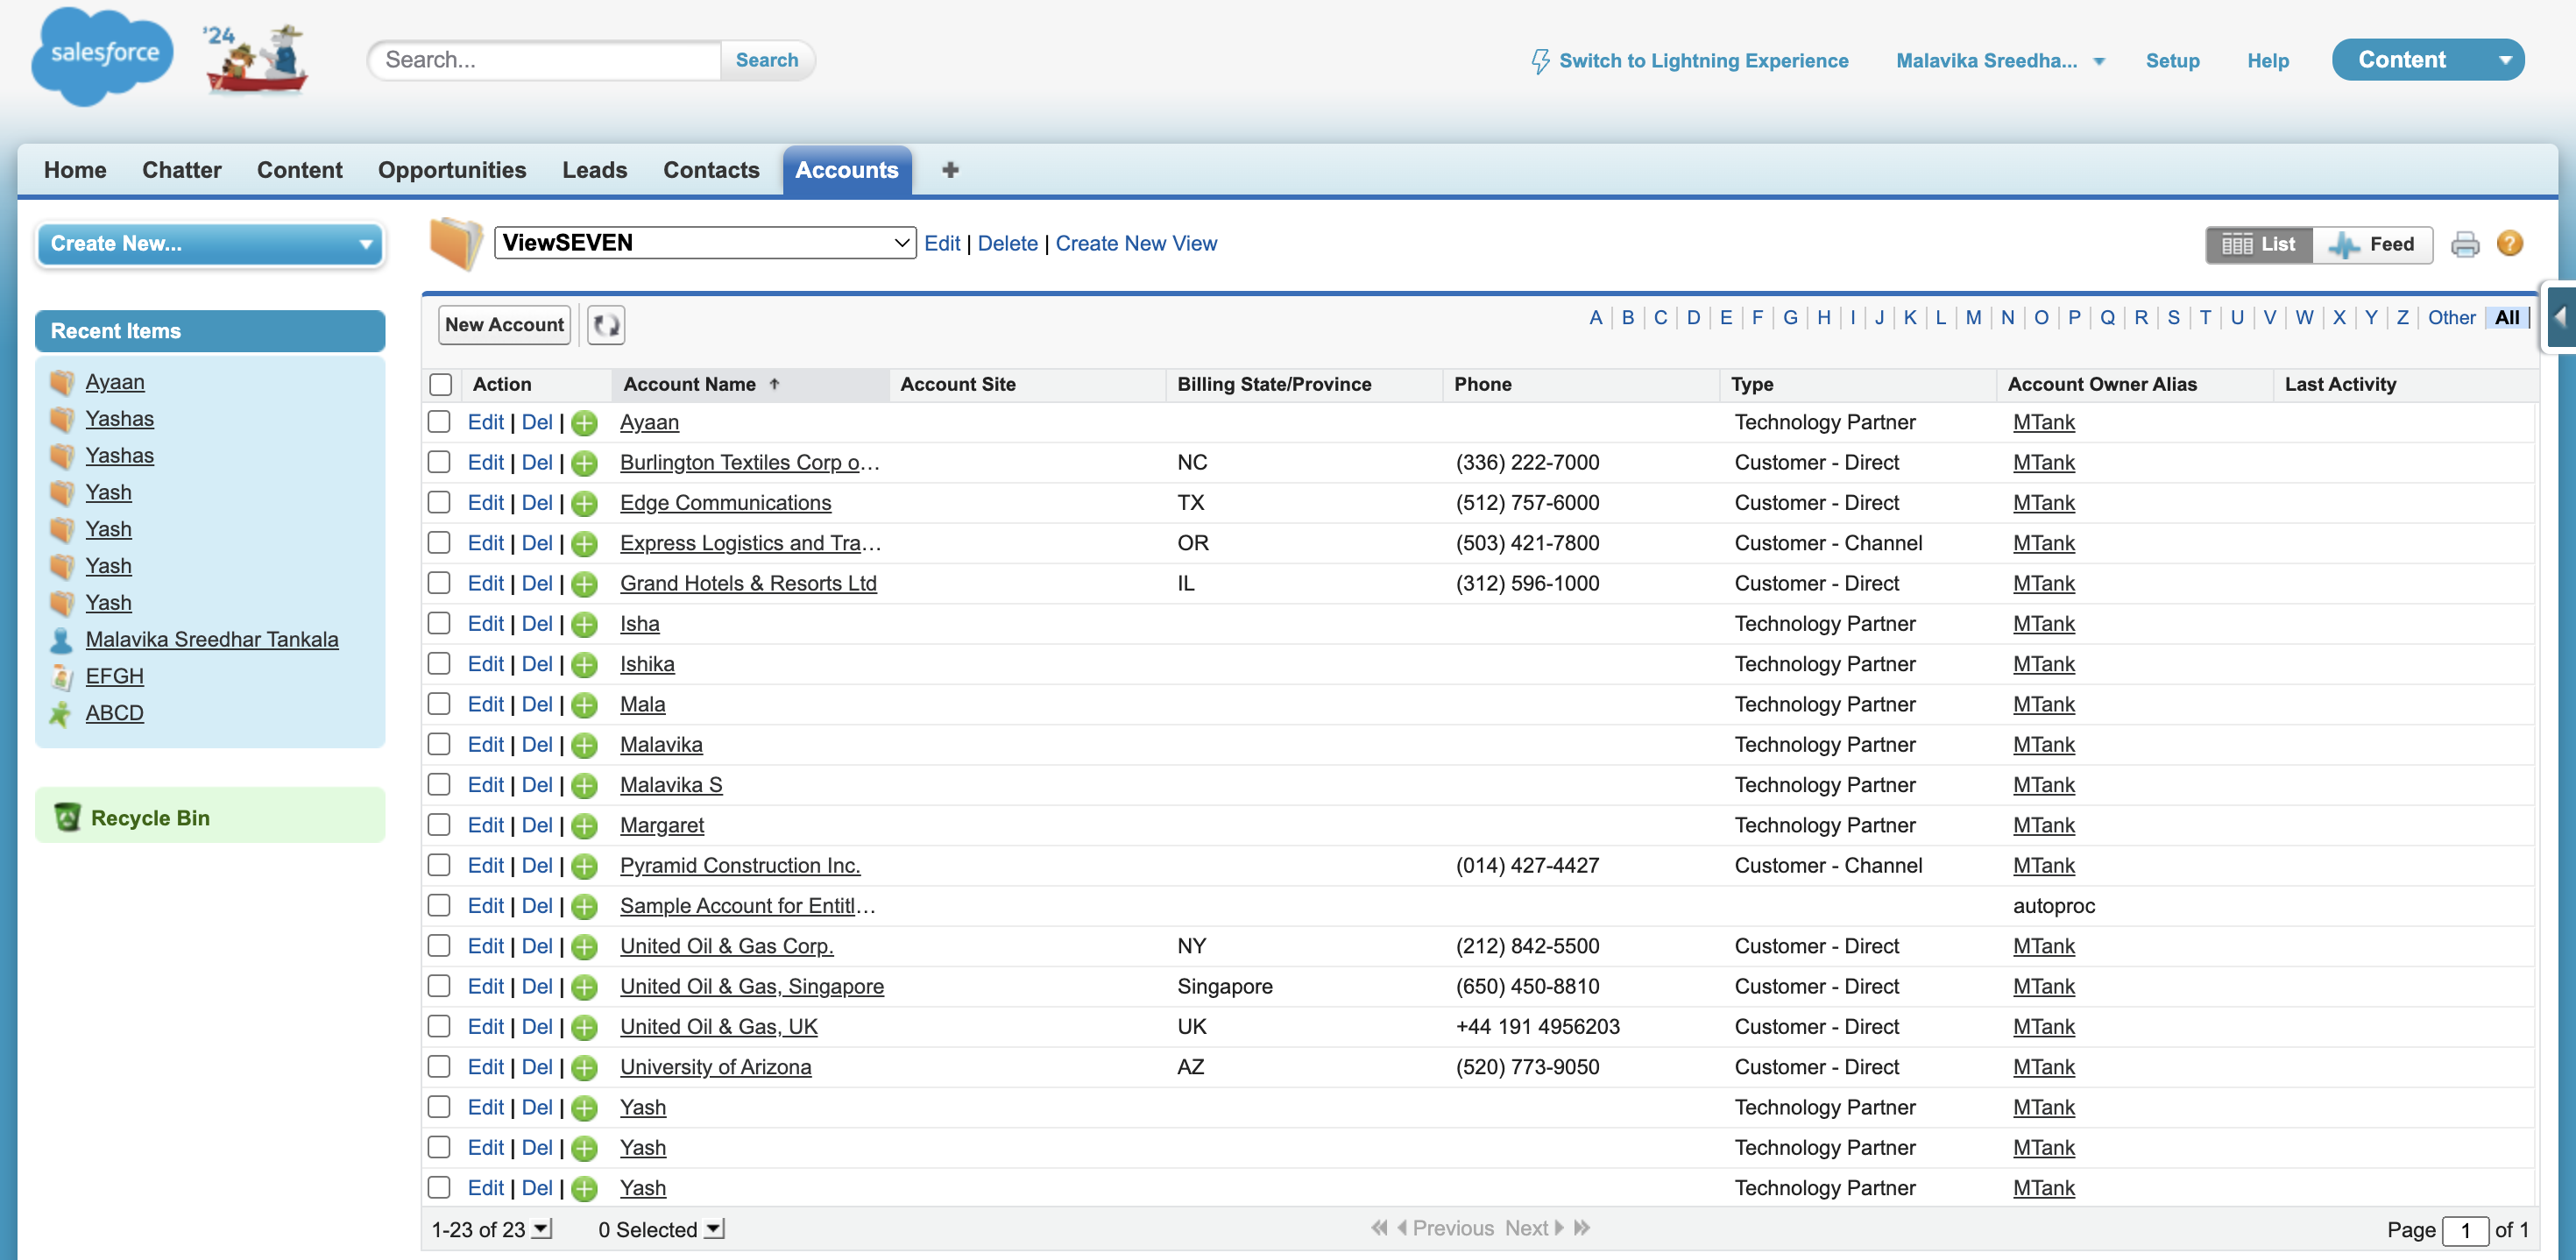 salesforce
'24
Search...
Search
Switch to Lightning Experience
Malavika Sreedha...
Setup
Help
Content
Home
Chatter
Content
Opportunities
Leads
Contacts
Accounts
Create New...
ViewSEVEN
Edit | Delete | Create New View
List
Feed
Recent Items
Ayaan
Yashas
Yashas
Yash
Yash
Yash
Yash
Malavika Sreedhar Tankala
EFGH
ABCD
Recycle Bin
New Account
A | B | C | D | E | F | G | H | I | J | K | L | M | N | O | P | Q | R | S | T | U | V | W | X | Y | Z | Other | All
Action Account Name Account Site Billing State/Province Phone Type Account Owner Alias Last Activity
Edit | Del | Ayaan Technology Partner MTank
Edit | Del | Burlington Textiles Corp o... NC (336) 222-7000 Customer - Direct MTank
Edit | Del | Edge Communications TX (512) 757-6000 Customer - Direct MTank
Edit | Del | Express Logistics and Tra... OR (503) 421-7800 Customer - Channel MTank
Edit | Del | Grand Hotels & Resorts Ltd IL (312) 596-1000 Customer - Direct MTank
Edit | Del | Isha Technology Partner MTank
Edit | Del | Ishika Technology Partner MTank
Edit | Del | Mala Technology Partner MTank
Edit | Del | Malavika Technology Partner MTank
Edit | Del | Malavika S Technology Partner MTank
Edit | Del | Margaret Technology Partner MTank
Edit | Del | Pyramid Construction Inc. (014) 427-4427 Customer - Channel MTank
Edit | Del | Sample Account for Entitl... autoproc
Edit | Del | United Oil & Gas Corp. NY (212) 842-5500 Customer - Direct MTank
Edit | Del | United Oil & Gas, Singapore Singapore (650) 450-8810 Customer - Direct MTank
Edit | Del | United Oil & Gas, UK UK +44 191 4956203 Customer - Direct MTank
Edit | Del | University of Arizona AZ (520) 773-9050 Customer - Direct MTank
Edit | Del | Yash Technology Partner MTank
Edit | Del | Yash Technology Partner MTank
Edit | Del | Yash Technology Partner MTank
1-23 of 23
0 Selected
Previous Next
Page 1 of 1